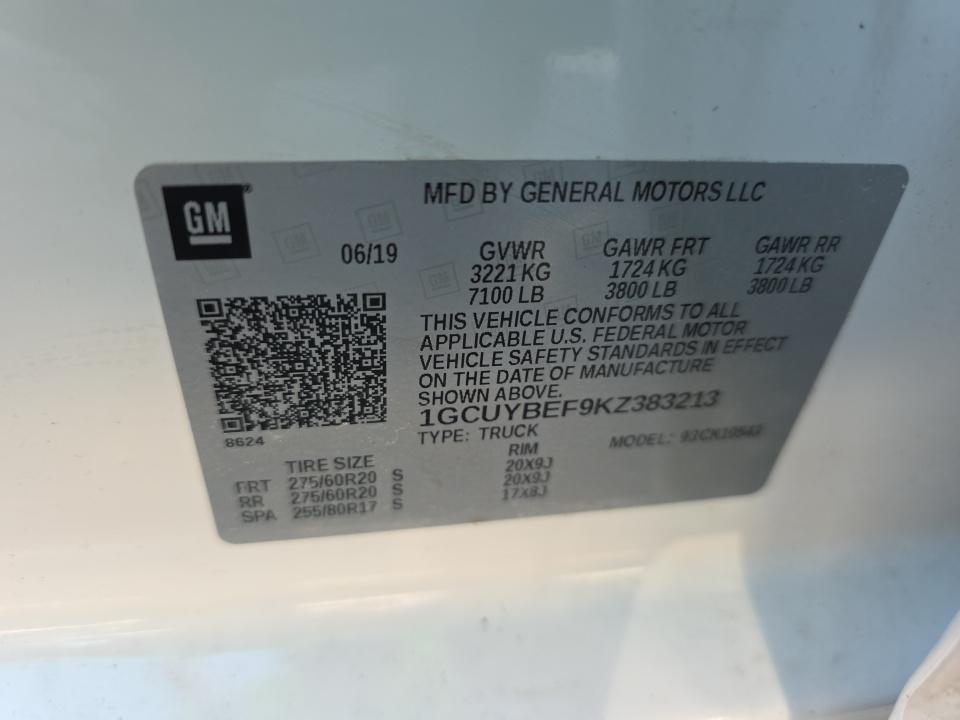 GM
MFD BY GENERAL MOTORS LLC
06/19
GVWR GAWR FRT GAWR RR
3221 KG 1724 KG 1724 KG
7100 LB 3800 LB 3800 LB
THIS VEHICLE CONFORMS TO ALL
APPLICABLE U.S. FEDERAL MOTOR
VEHICLE SAFETY STANDARDS IN EFFECT
ON THE DATE OF MANUFACTURE
SHOWN ABOVE.
1GCUYBEF9KZ383213
8624
TYPE: TRUCK MODEL:
TIRE SIZE RIM
FRT 275/60R20 S 20X9J
RR 275/60R20 S 20X9J
SPA 255/80R17 S 17X8J